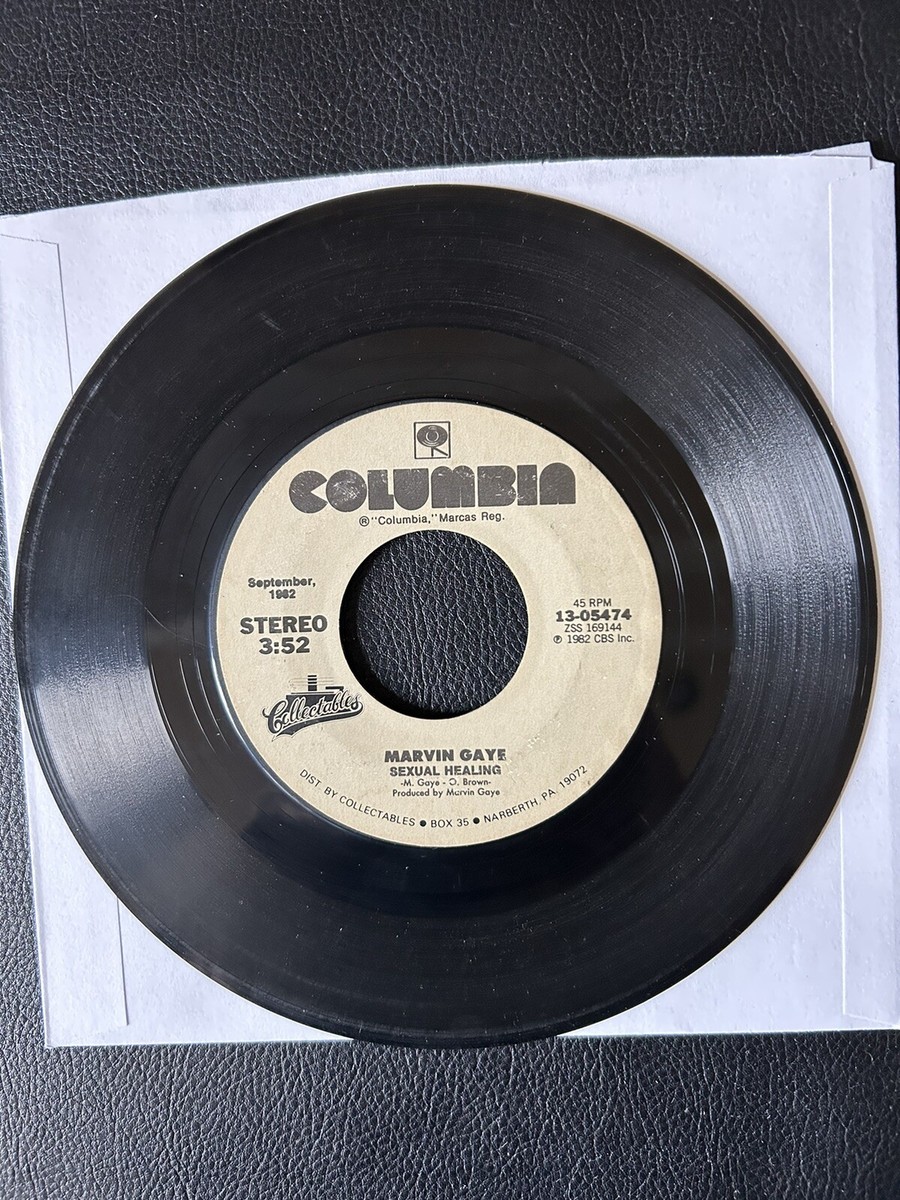 COLUMBIA
® "Columbia," Marcas Reg.
September,
1982
STEREO
3:52
45 RPM
13-05474
ZSS 169144
℗ 1982 CBS Inc.
Collectables
MARVIN GAYE
SEXUAL HEALING
-M. Gaye - O. Brown-
Produced by Marvin Gaye
DIST. BY COLLECTABLES ● BOX 35 ● NARBERTH, PA. 19072